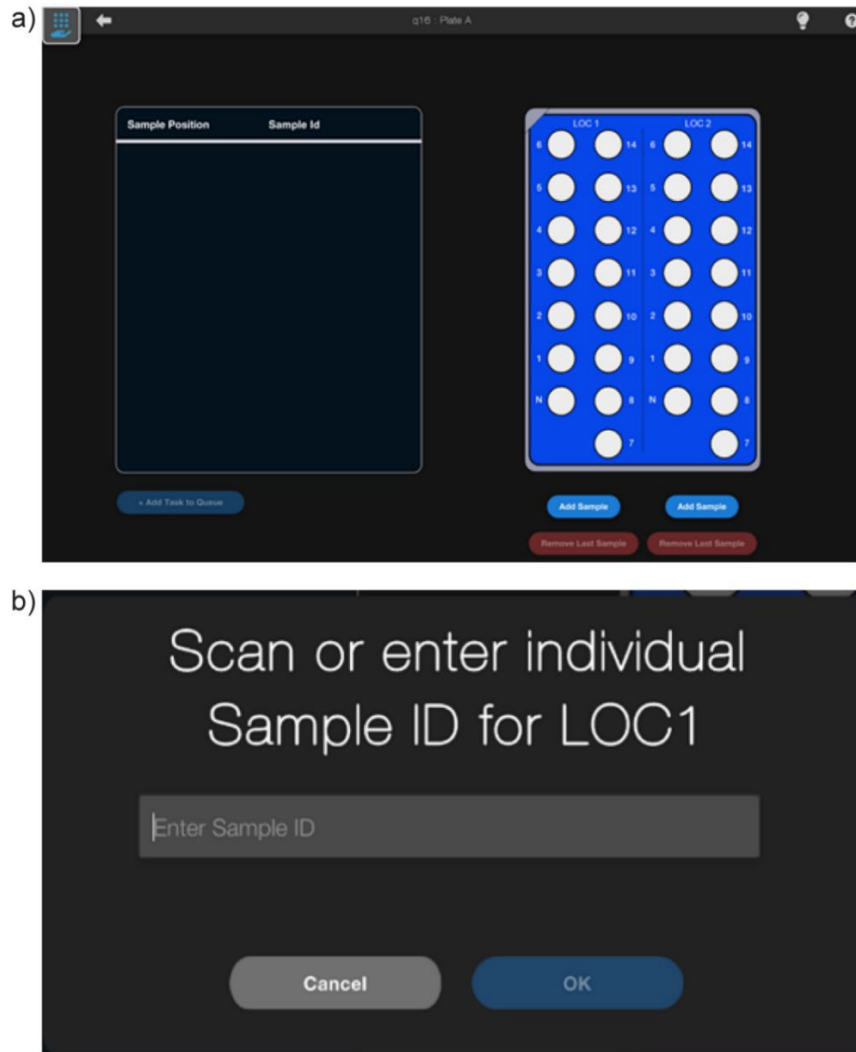 a)
q16 : Plate A
Sample Position Sample Id
LOC 1 LOC 2
6 14 6 14
5 13 5 13
4 12 4 12
3 11 3 11
2 10 2 10
1 9 1 9
N 8 N 8
7 7
+ Add Task to Queue
Add Sample Add Sample
Remove Last Sample Remove Last Sample
b)
Scan or enter individual
Sample ID for LOC1
Enter Sample ID
Cancel OK